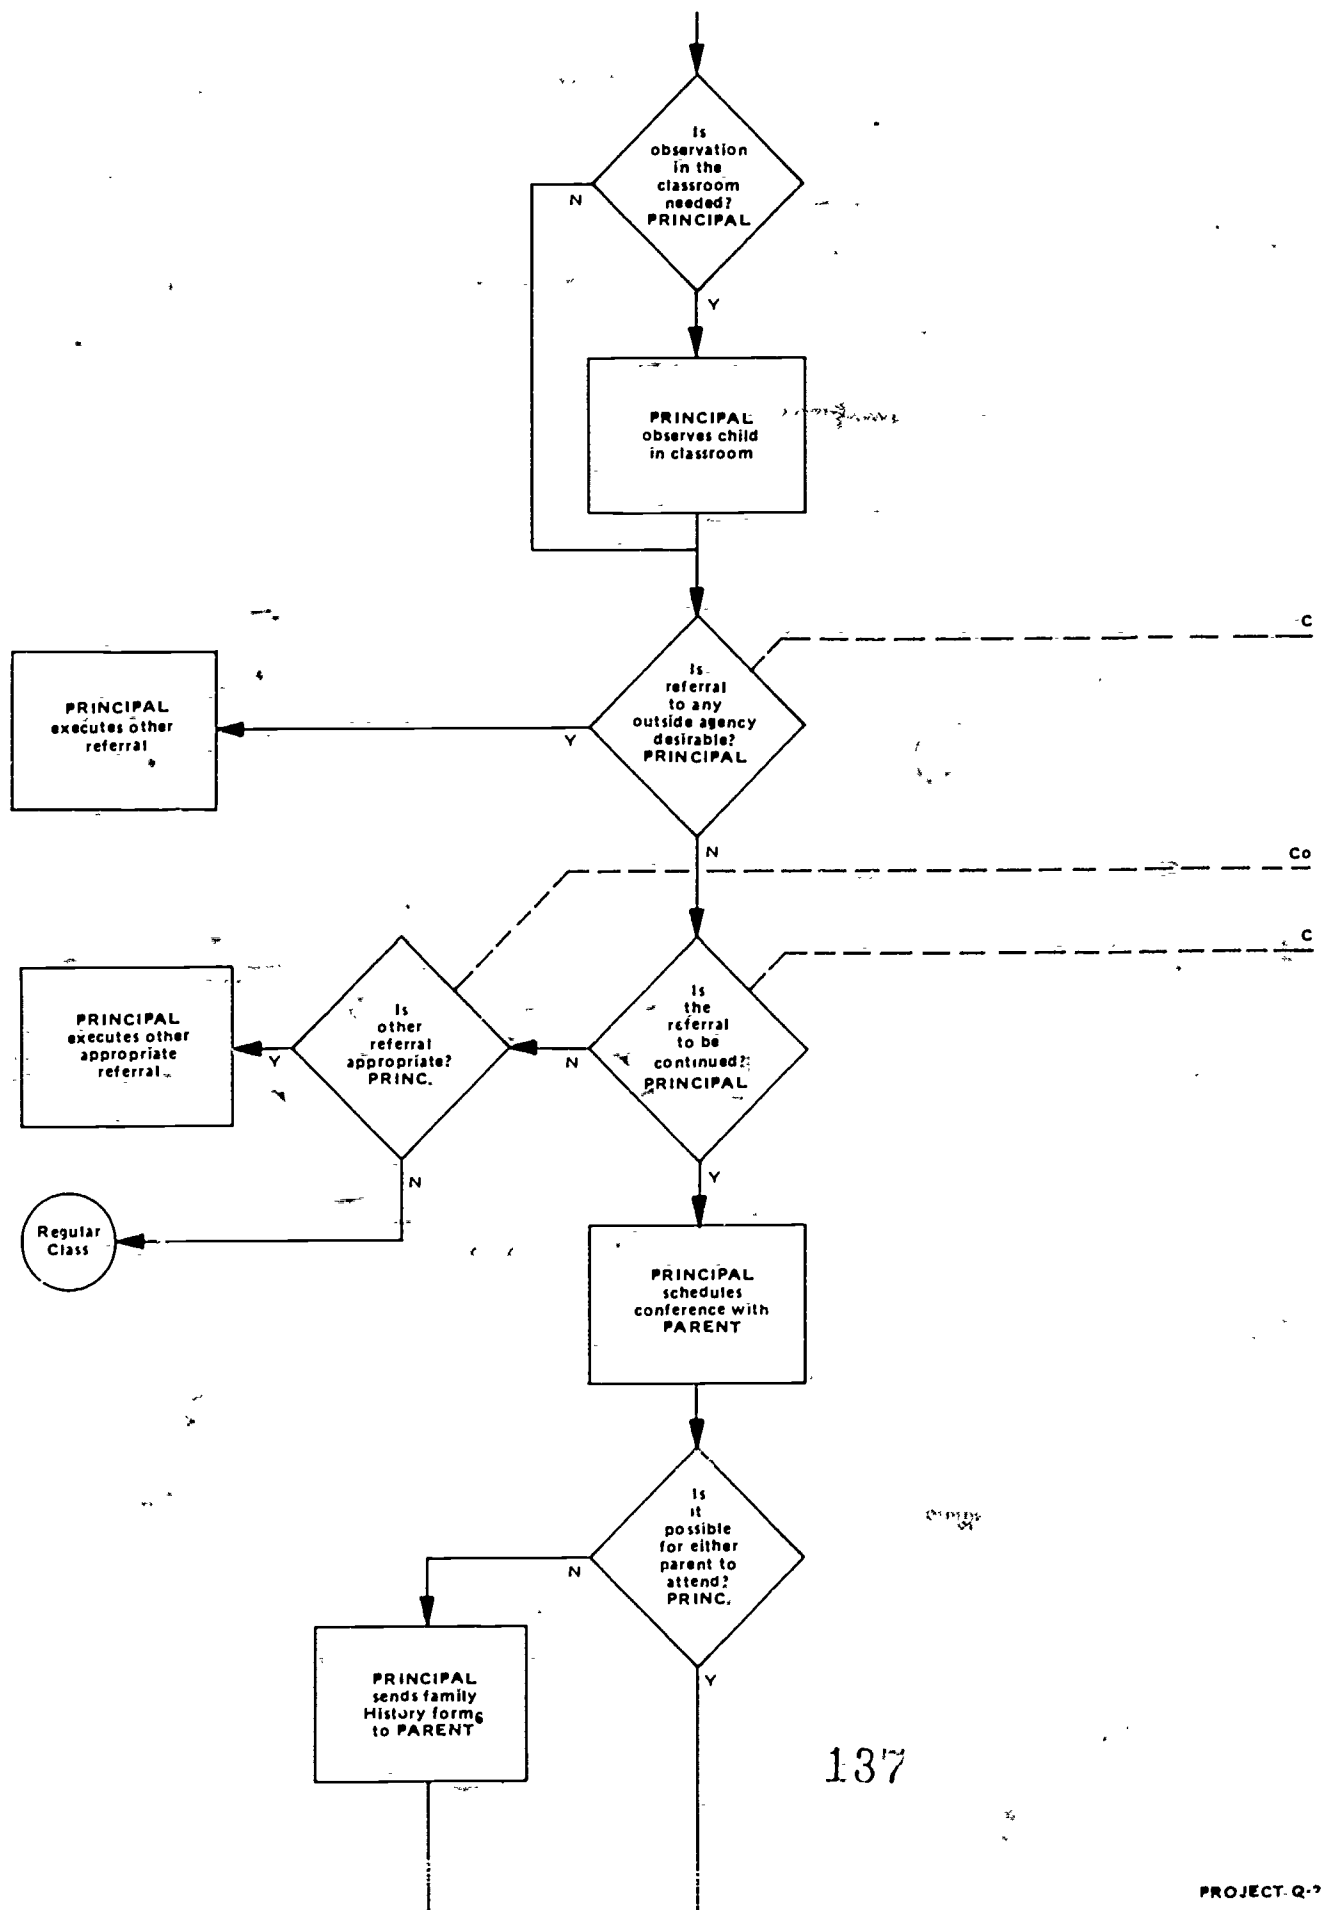 Is
observation
in the
classroom
needed?
PRINCIPAL
N
Y
PRINCIPAL
observes child
in classroom
C
Is
referral
to any
outside agency
desirable?
PRINCIPAL
Y
N
PRINCIPAL
executes other
referral
Co
C
Is
the
referral
to be
continued?
PRINCIPAL
N
Y
Is
other
referral
appropriate?
PRINC.
Y
N
PRINCIPAL
executes other
appropriate
referral
Regular
Class
PRINCIPAL
schedules
conference with
PARENT
Is
it
possible
for either
parent to
attend?
PRINC.
N
Y
PRINCIPAL
sends family
History forms
to PARENT
137
PROJECT Q-?